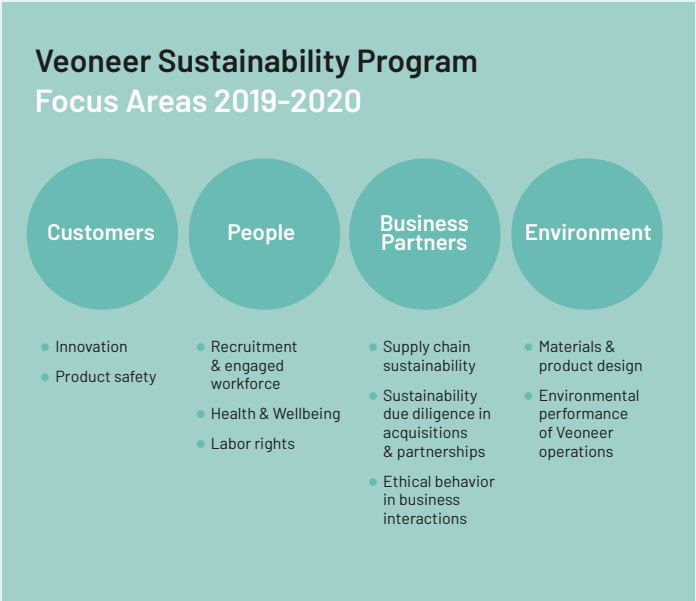 Veoneer Sustainability Program
Focus Areas 2019-2020
Customers
Innovation
Product safety
People
Recruitment
& engaged
workforce
Health & Wellbeing
Labor rights
Business
Partners
Supply chain
sustainability
Sustainability
due diligence in
acquisitions
& partnerships
Ethical behavior
in business
interactions
Environment
Materials &
product design
Environmental
performance
of Veoneer
operations